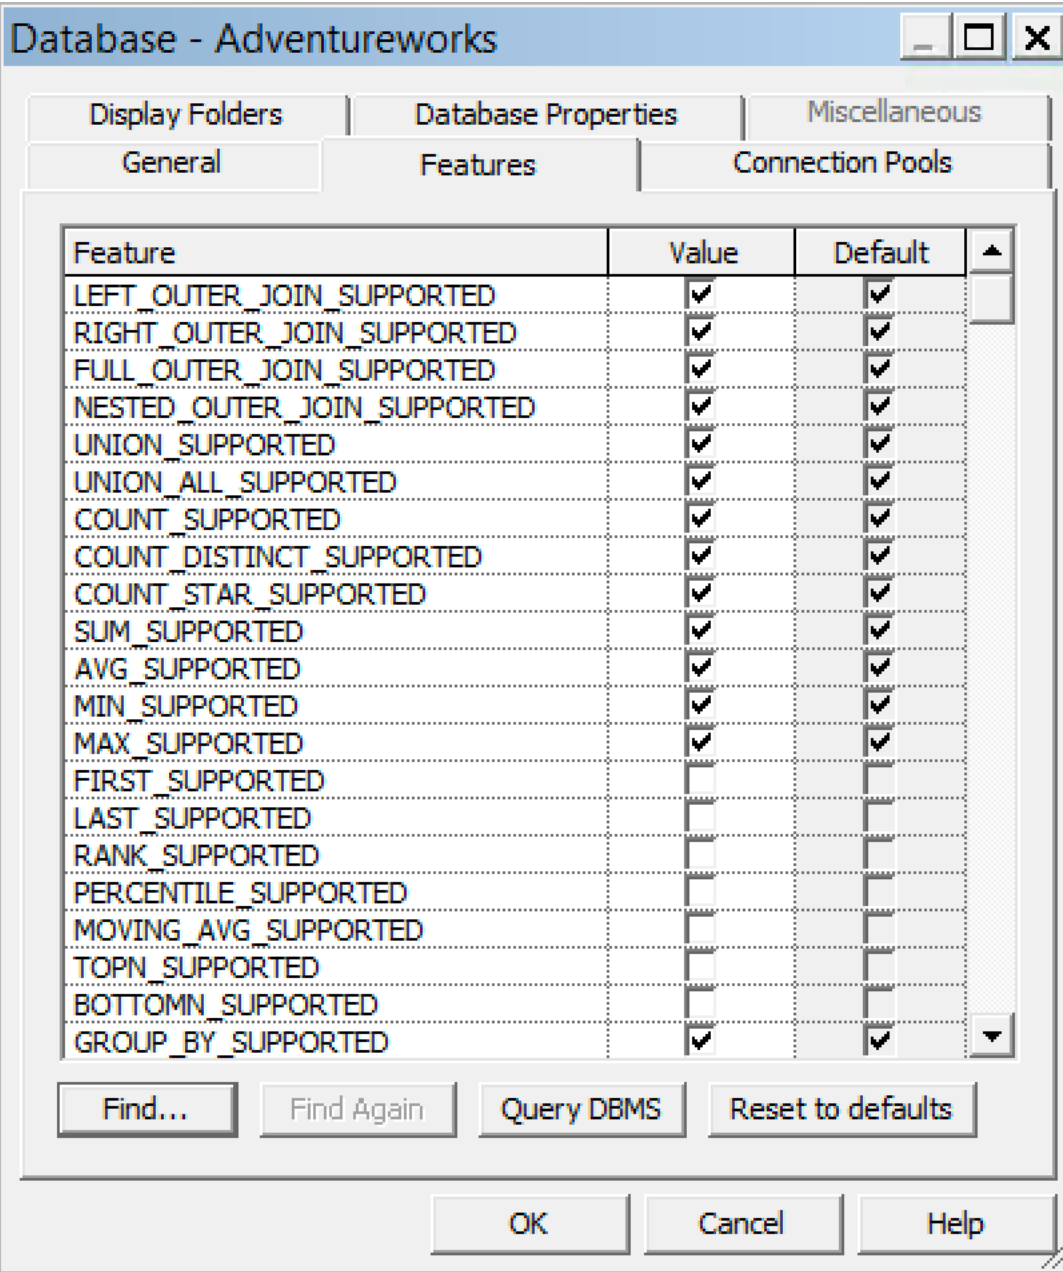 Database - Adventureworks
Display Folders Database Properties Miscellaneous
General Features Connection Pools
Feature Value Default
LEFT_OUTER_JOIN_SUPPORTED
RIGHT_OUTER_JOIN_SUPPORTED
FULL_OUTER_JOIN_SUPPORTED
NESTED_OUTER_JOIN_SUPPORTED
UNION_SUPPORTED
UNION_ALL_SUPPORTED
COUNT_SUPPORTED
COUNT_DISTINCT_SUPPORTED
COUNT_STAR_SUPPORTED
SUM_SUPPORTED
AVG_SUPPORTED
MIN_SUPPORTED
MAX_SUPPORTED
FIRST_SUPPORTED
LAST_SUPPORTED
RANK_SUPPORTED
PERCENTILE_SUPPORTED
MOVING_AVG_SUPPORTED
TOPN_SUPPORTED
BOTTOMN_SUPPORTED
GROUP_BY_SUPPORTED
Find... Find Again Query DBMS Reset to defaults
OK Cancel Help